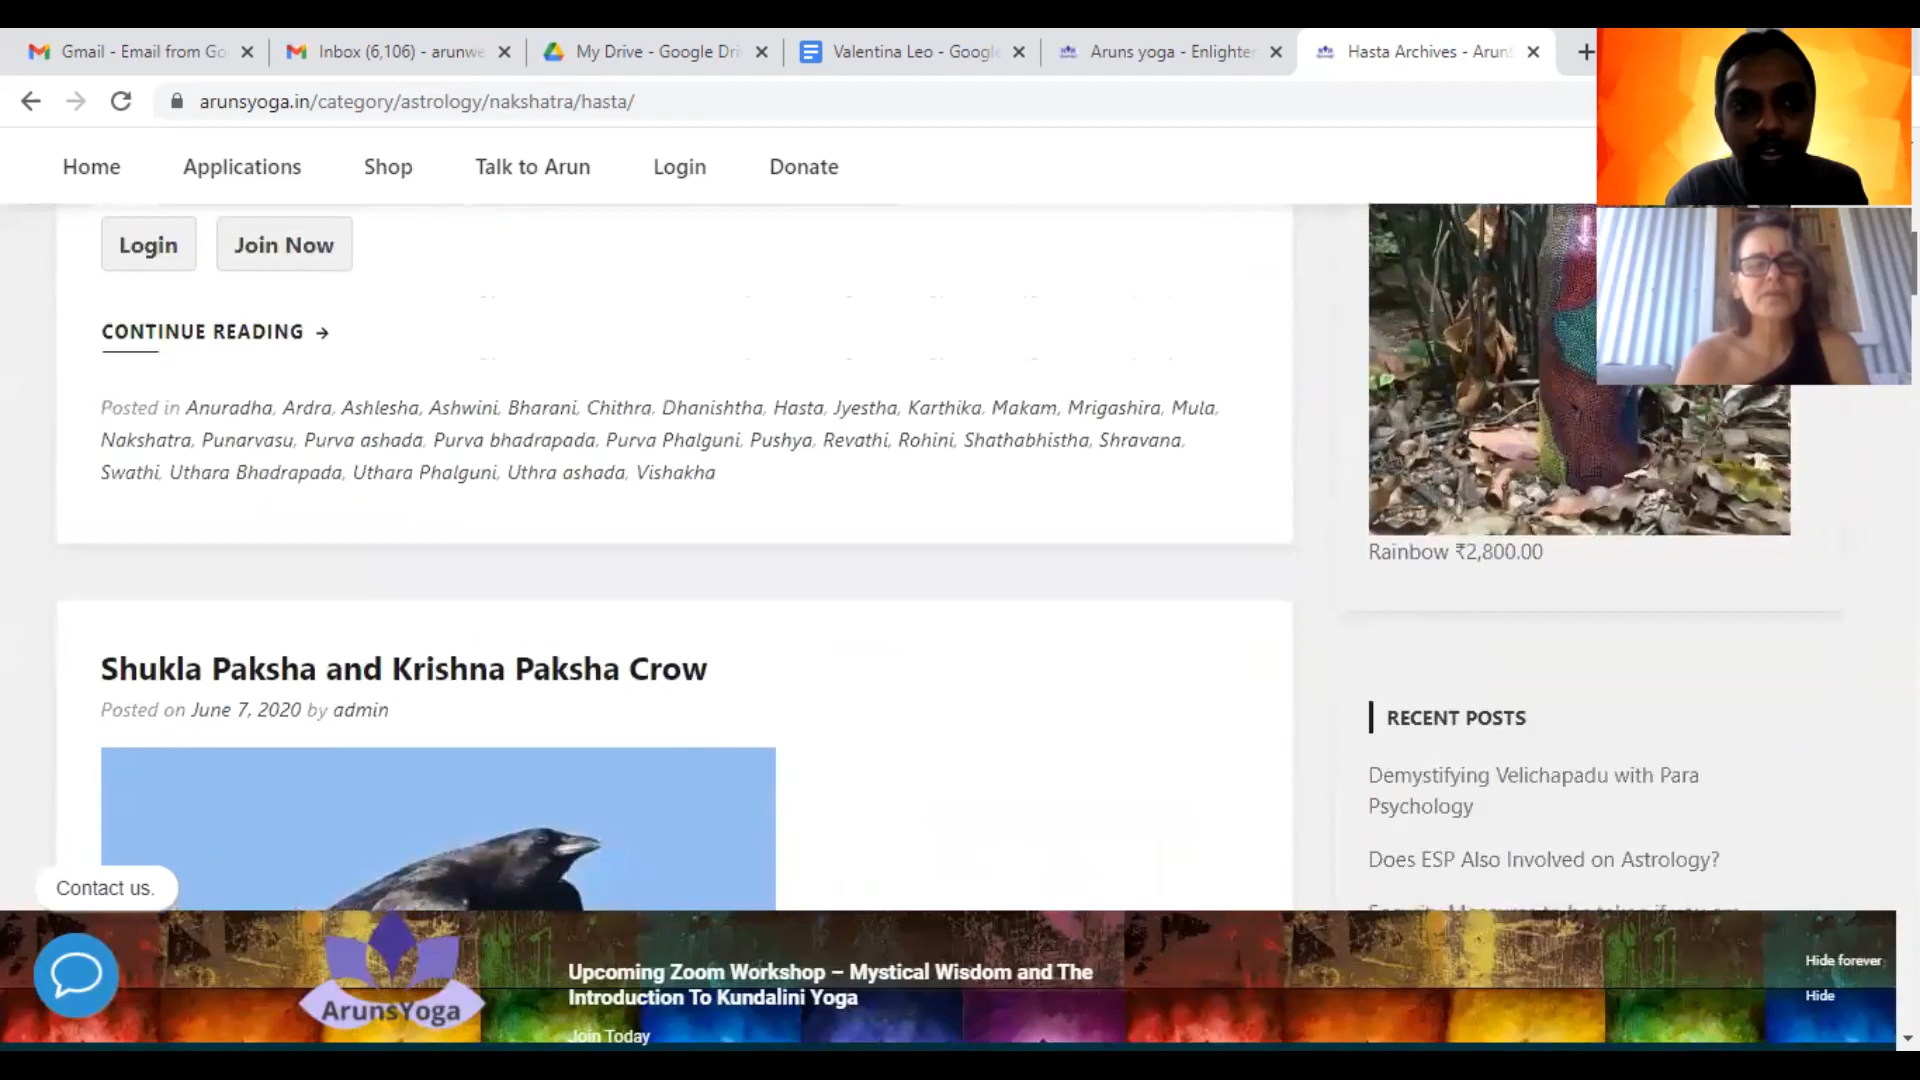 Gmail - Email from Go
Inbox (6,106) - arunwe
My Drive - Google Dri
Valentina Leo - Google
Aruns yoga - Enlighter
Hasta Archives - Aruns
arunsyoga.in/category/astrology/nakshatra/hasta/
Home Applications Shop Talk to Arun Login Donate
Login Join Now
CONTINUE READING →
Posted in Anuradha, Ardra, Ashlesha, Ashwini, Bharani, Chithra, Dhanishtha, Hasta, Jyestha, Karthika, Makam, Mrigashira, Mula,
Nakshatra, Punarvasu, Purva ashada, Purva bhadrapada, Purva Phalguni, Pushya, Revathi, Rohini, Shathabhistha, Shravana,
Swathi, Uthara Bhadrapada, Uthara Phalguni, Uthra ashada, Vishakha
Shukla Paksha and Krishna Paksha Crow
Posted on June 7, 2020 by admin
Rainbow ₹2,800.00
RECENT POSTS
Demystifying Velichapadu with Para
Psychology
Does ESP Also Involved on Astrology?
Contact us.
ArunsYoga
Upcoming Zoom Workshop – Mystical Wisdom and The
Introduction To Kundalini Yoga
Join Today
Hide forever
Hide